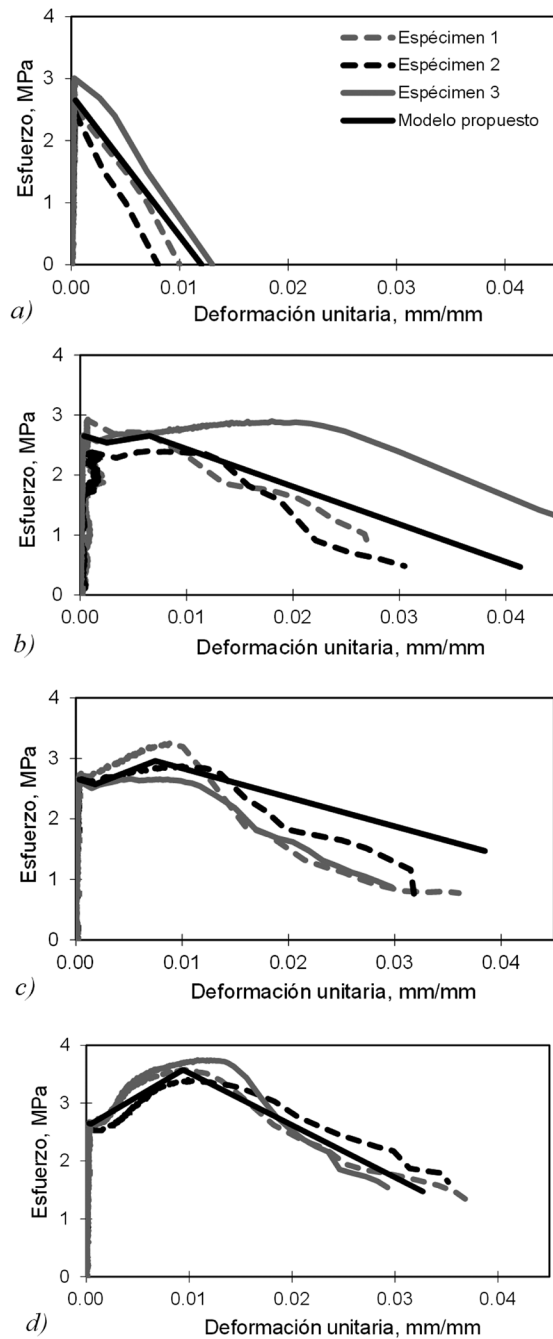 4
3
2
1
0
Esfuerzo, MPa
Espécimen 1
Espécimen 2
Espécimen 3
Modelo propuesto
0.00 0.01 0.02 0.03 0.04
a)
Deformación unitaria, mm/mm
4
3
2
1
0
Esfuerzo, MPa
0.00 0.01 0.02 0.03 0.04
b)
Deformación unitaria, mm/mm
4
3
2
1
0
Esfuerzo, MPa
0.00 0.01 0.02 0.03 0.04
c)
Deformación unitaria, mm/mm
4
3
2
1
0
Esfuerzo, MPa
0.00 0.01 0.02 0.03 0.04
d)
Deformación unitaria, mm/mm